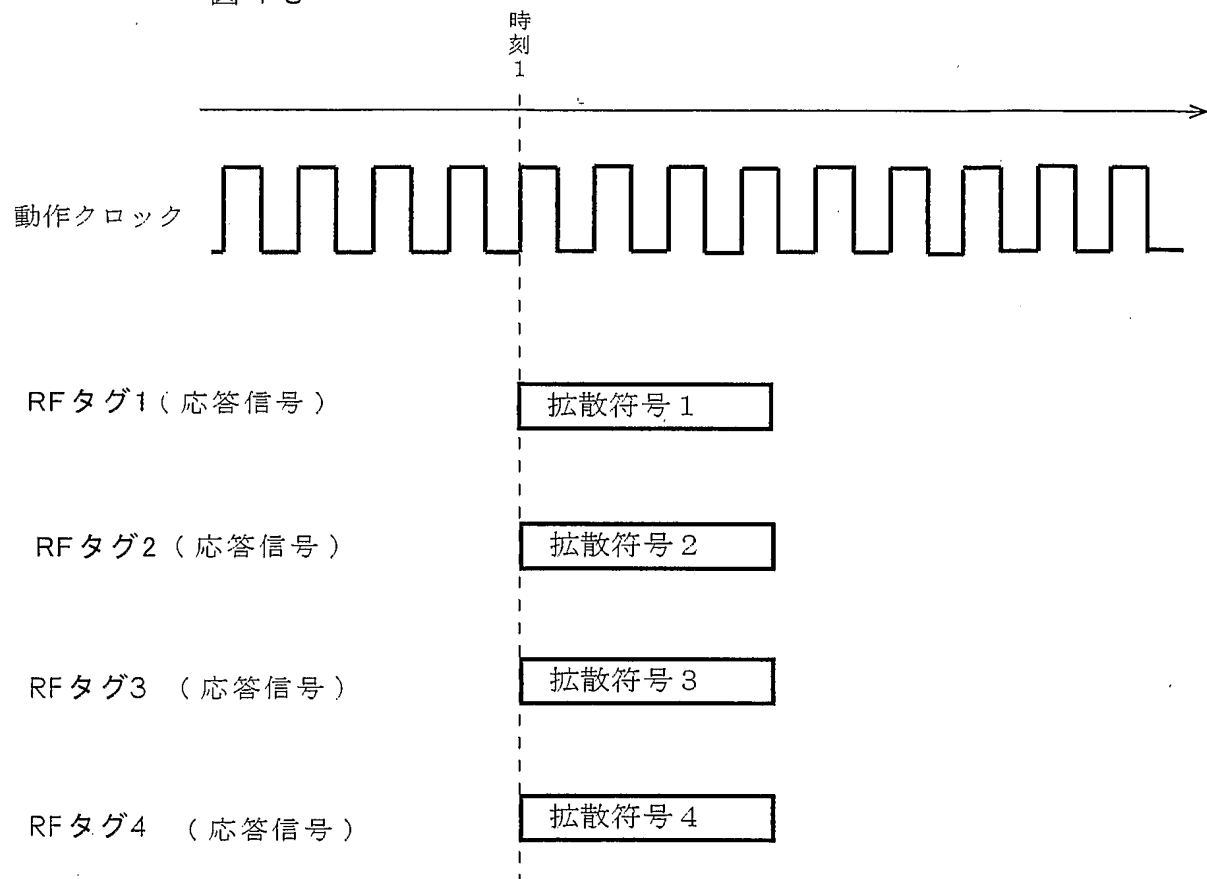 時刻1
動作クロック
RFタグ1(応答信号)
拡散符号1
RFタグ2(応答信号)
拡散符号2
RFタグ3(応答信号)
拡散符号3
RFタグ4(応答信号)
拡散符号4